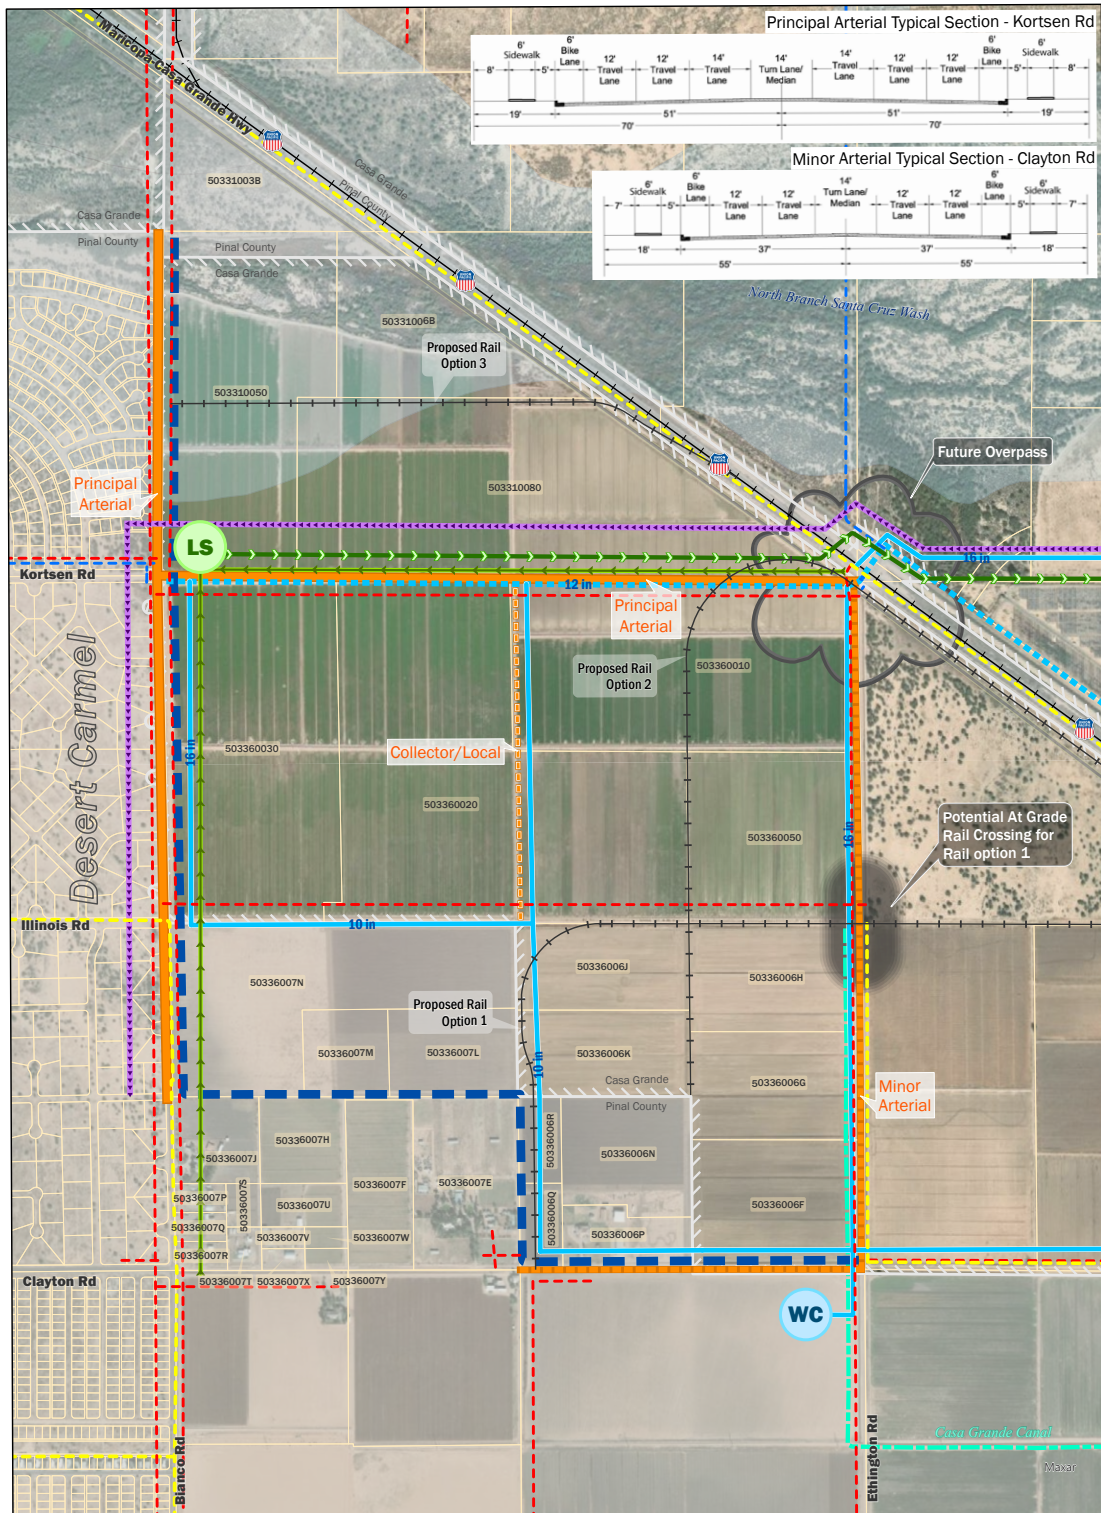 Principal Arterial Typical Section - Kortsen Rd
6'
Sidewalk
6'
Bike
Lane
14'
14'
6'
Bike
Lane
6'
Sidewalk
8'
5'
12'
Travel
Lane
12'
Travel
Lane
14'
Travel
Lane
Turn Lane/
Median
Travel
Lane
12'
Travel
Lane
12'
Travel
Lane
5'
8'
19'
51'
51'
19'
70'
70'
Minor Arterial Typical Section - Clayton Rd
6'
Sidewalk
6'
Bike
Lane
14'
Turn Lane/
Median
6'
Bike
Lane
6'
Sidewalk
7'
5'
12'
Travel
Lane
12'
Travel
Lane
12'
Travel
Lane
12'
Travel
Lane
5'
7'
18'
37'
37'
18'
55'
55'
Maricopa-Casa Grande Hwy
UNION
PACIFIC
Casa Grande
Pinal County
50331003B
Casa Grande
Pinal County
Pinal County
Casa Grande
North Branch Santa Cruz Wash
50331006B
Proposed Rail
Option 3
503310050
Future Overpass
Principal
Arterial
503310080
LS
16 in
Kortsen Rd
12 in
Principal
Arterial
Proposed Rail
Option 2
503360010
Desert Carmel
16 in
503360030
Collector/Local
503360020
503360050
16 in
Potential At Grade
Rail Crossing for
Rail option 1
Illinois Rd
10 in
50336007N
50336006J
50336006H
Proposed Rail
Option 1
50336007M
50336007L
50336006K
10 in
Casa Grande
Pinal County
50336006G
Minor
Arterial
50336007H
50336006R
50336006N
50336007J
50336007P
50336007S
50336007F
50336007E
50336007U
50336006Q
50336006F
50336007Q
50336007V
50336007W
50336006P
50336007R
Clayton Rd
50336007T
50336007X
50336007Y
WC
Bianco Rd
Ethington Rd
Casa Grande Canal
Maxar